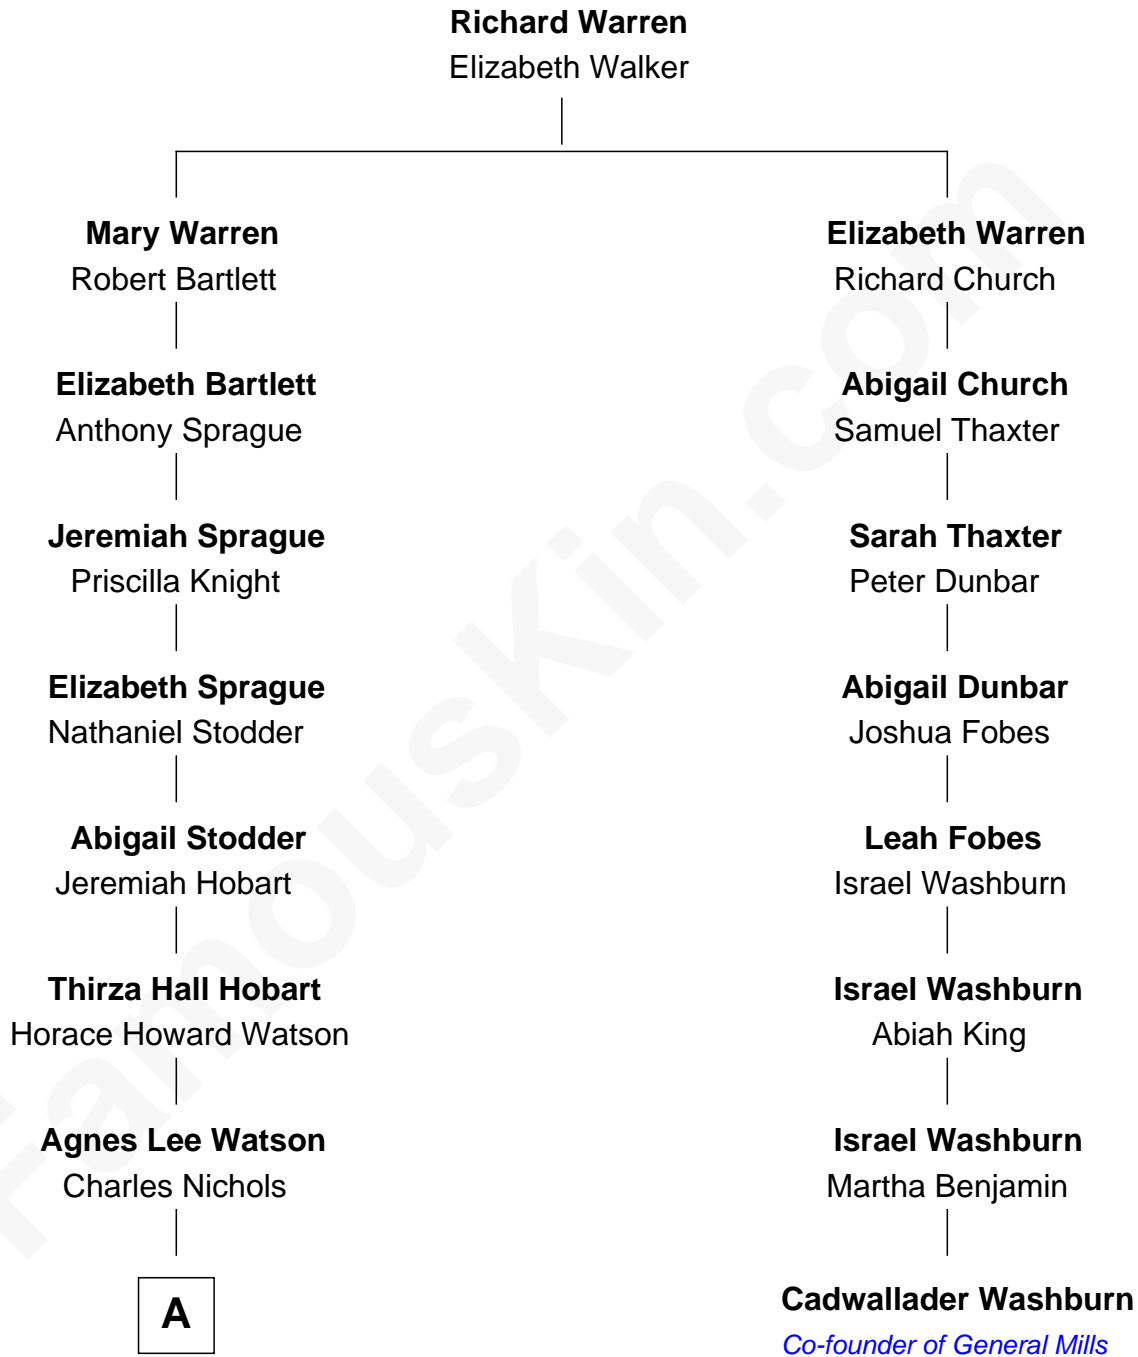 Richard Warren
Elizabeth Walker
Mary Warren
Robert Bartlett
Elizabeth Bartlett
Anthony Sprague
Jeremiah Sprague
Priscilla Knight
Elizabeth Sprague
Nathaniel Stodder
Abigail Stodder
Jeremiah Hobart
Thirza Hall Hobart
Horace Howard Watson
Agnes Lee Watson
Charles Nichols
A
Elizabeth Warren
Richard Church
Abigail Church
Samuel Thaxter
Sarah Thaxter
Peter Dunbar
Abigail Dunbar
Joshua Fobes
Leah Fobes
Israel Washburn
Israel Washburn
Abiah King
Israel Washburn
Martha Benjamin
Cadwallader Washburn
Co-founder of General Mills
FamousKin.com